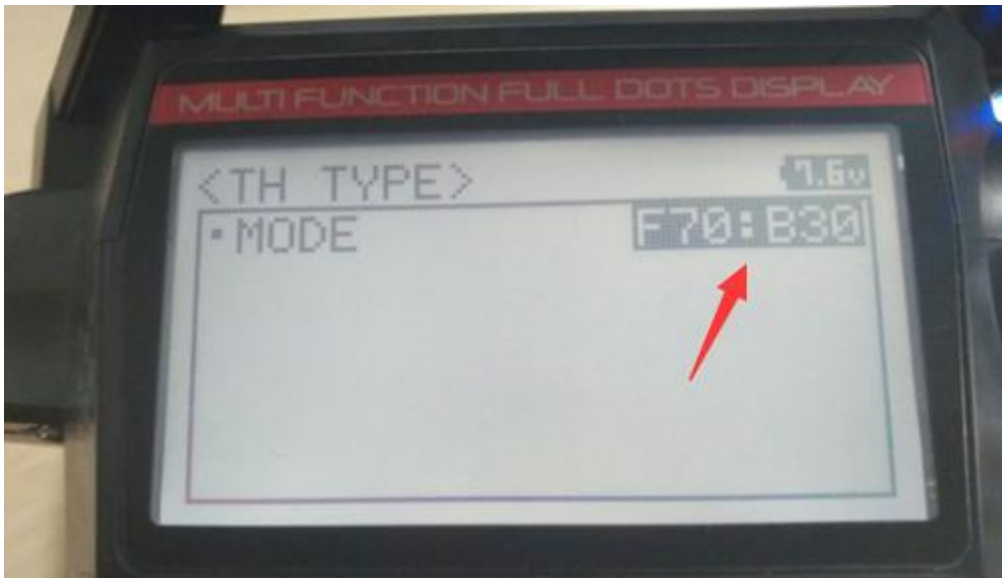 MULTI FUNCTION FULL DOTS DISPLAY
<TH TYPE> 7.6v
▪MODE F70:B30